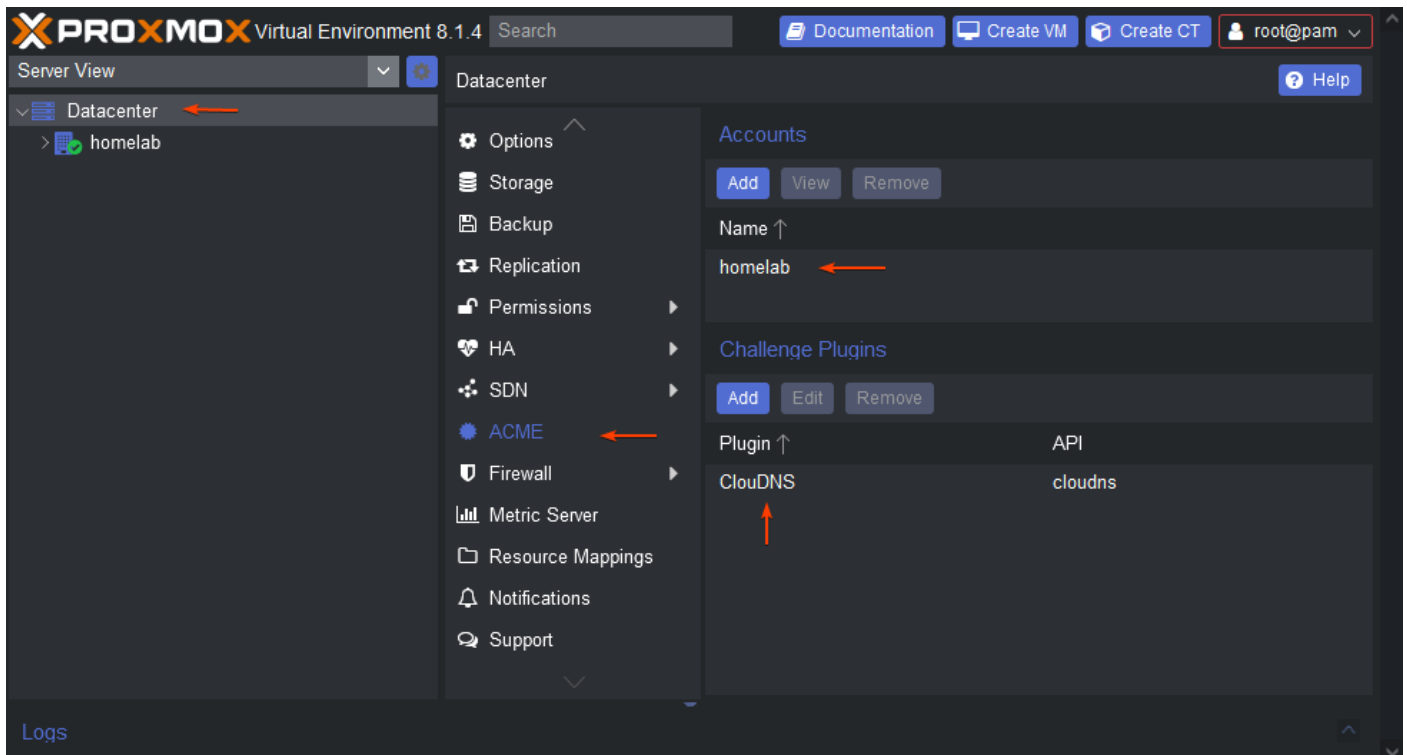 PROXMOX Virtual Environment 8.1.4 Search Documentation Create VM Create CT root@pam
Server View
Datacenter
homelab
Datacenter Help
Options
Storage
Backup
Replication
Permissions
HA
SDN
ACME
Firewall
Metric Server
Resource Mappings
Notifications
Support
Accounts
Add View Remove
Name
homelab
Challenge Plugins
Add Edit Remove
Plugin API
ClouDNS cloudns
Logs